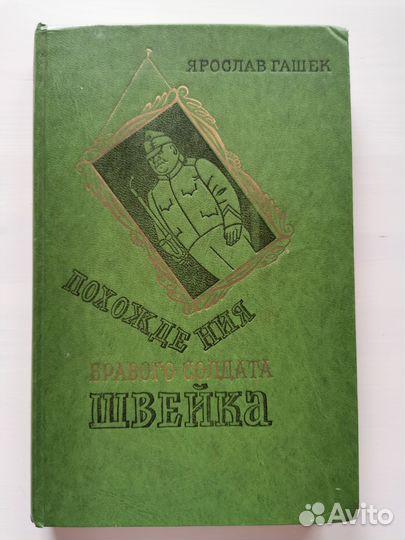 ЯРОСЛАВ ГАШЕК
ПОХОЖДЕНИЯ
БРАВОГО СОЛДАТА
ШВЕЙКА
Avito